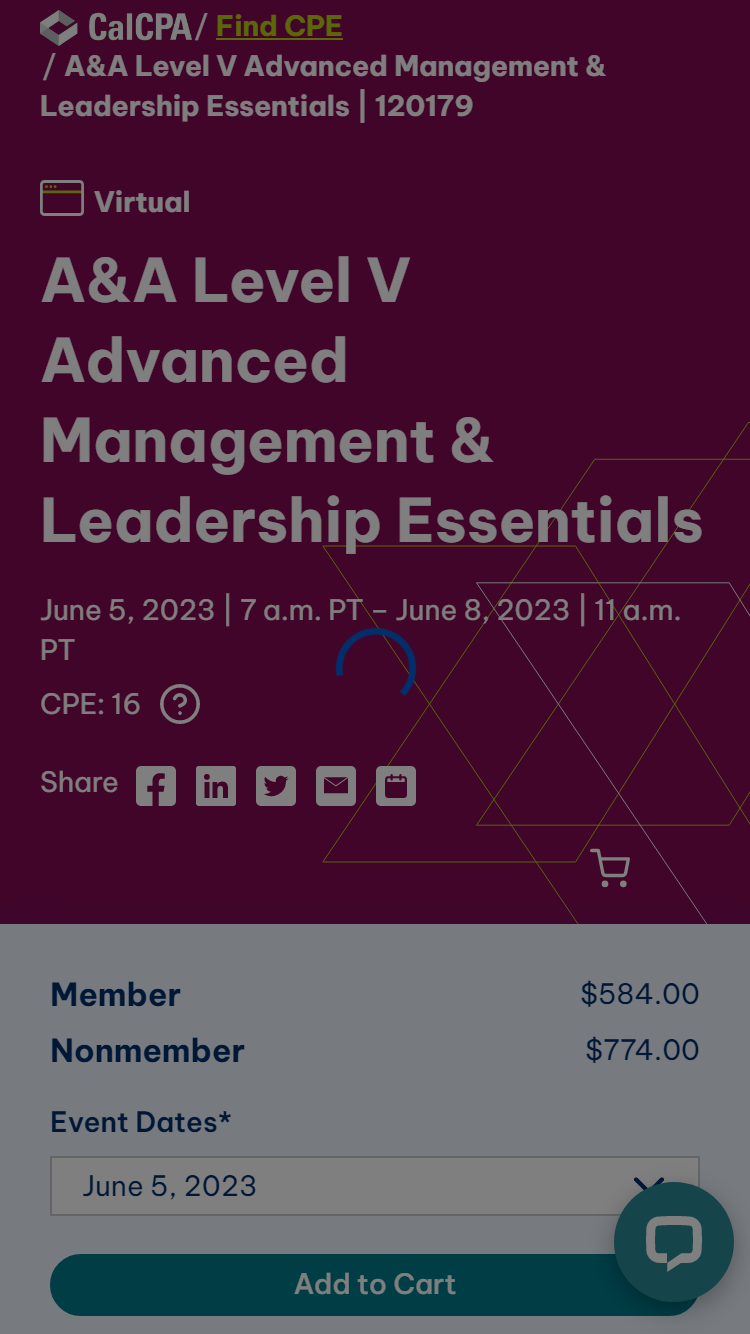 CalCPA / Find CPE
/ A&A Level V Advanced Management &
Leadership Essentials | 120179
Virtual
A&A Level V
Advanced
Management &
Leadership Essentials
June 5, 2023 | 7 a.m. PT – June 8, 2023 | 11 a.m.
PT
CPE: 16 ?
Share
Member $584.00
Nonmember $774.00
Event Dates*
June 5, 2023
Add to Cart